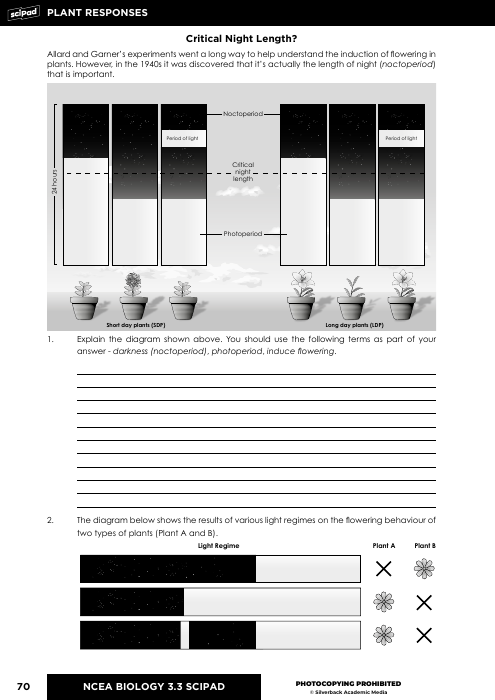 scipad PLANT RESPONSES
Critical Night Length?
Allard and Garner's experiments went a long way to help understand the induction of flowering in
plants. However, in the 1940s it was discovered that it's actually the length of night (noctoperiod)
that is important.
Noctoperiod
Period of light
Period of light
Critical
night
length
24 hours
Photoperiod
Short day plants (SDP)
Long day plants (LDP)
1. Explain the diagram shown above. You should use the following terms as part of your
answer - darkness (noctoperiod), photoperiod, induce flowering.
2. The diagram below shows the results of various light regimes on the flowering behaviour of
two types of plants (Plant A and B).
Light Regime Plant A Plant B
70 NCEA BIOLOGY 3.3 SCIPAD
PHOTOCOPYING PROHIBITED
© Silverback Academic Media